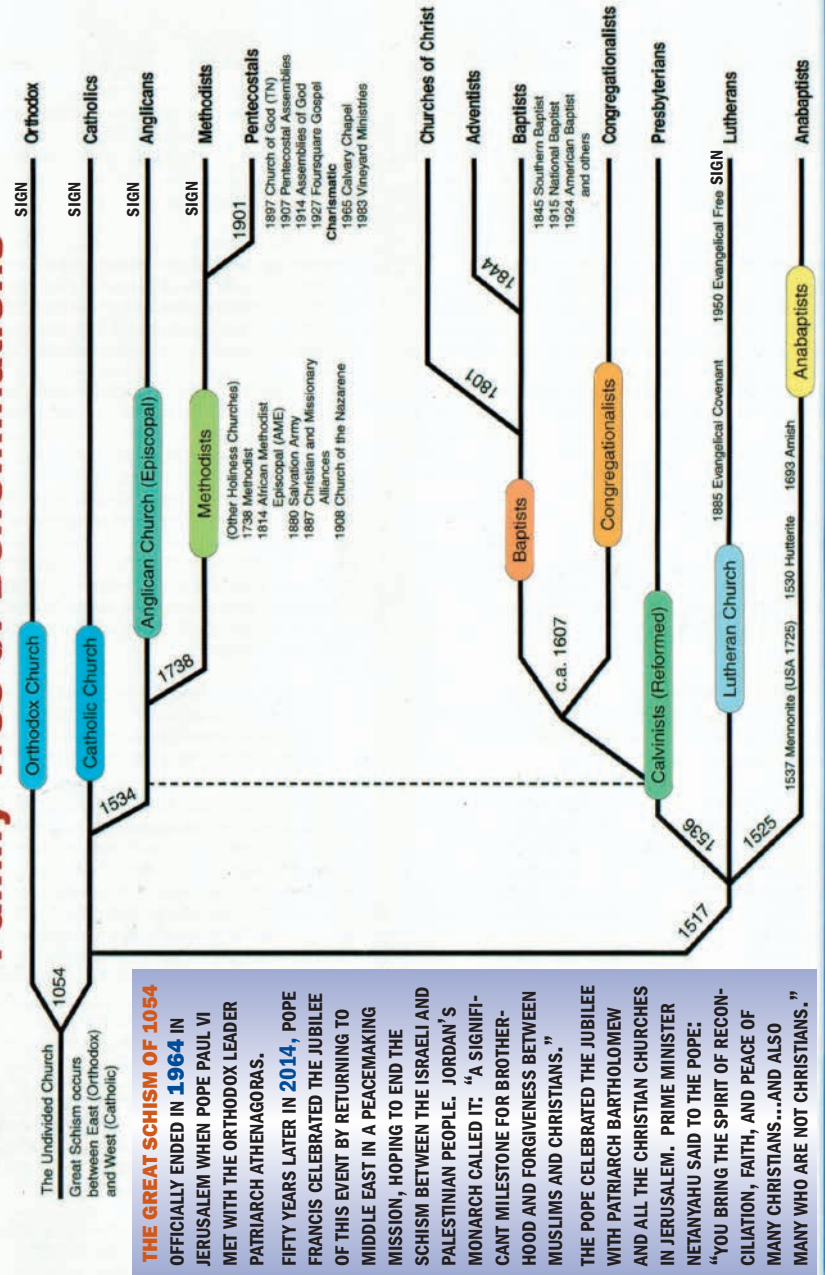 The Undivided Church
Great Schism occurs
between East (Orthodox)
and West (Catholic)
1054
Orthodox Church
SIGN
Orthodox
Catholic Church
SIGN
Catholics
1534
Anglican Church (Episcopal)
SIGN
Anglicans
1738
Methodists
SIGN
Methodists
(Other Holiness Churches)
1738 Methodist
1814 African Methodist
Episcopal (AME)
1880 Salvation Army
1887 Christian and Missionary
Alliances
1908 Church of the Nazarene
1901
Pentecostals
1897 Church of God (TN)
1907 Pentecostal Assemblies
1914 Assemblies of God
1927 Foursquare Gospel
Charismatic
1965 Calvary Chapel
1983 Vineyard Ministries
Churches of Christ
1801
Adventists
1844
Baptists
Baptists
1845 Southern Baptist
1915 National Baptist
1924 American Baptist
and others
c.a. 1607
Congregationalists
Congregationalists
Calvinists (Reformed)
Presbyterians
1536
1517
Lutheran Church
1885 Evangelical Covenant
1950 Evangelical Free
SIGN
Lutherans
1525
1537 Mennonite (USA 1725)
1530 Hutterite
1693 Amish
Anabaptists
Anabaptists
THE GREAT SCHISM OF 1054
OFFICIALLY ENDED IN 1964 IN
JERUSALEM WHEN POPE PAUL VI
MET WITH THE ORTHODOX LEADER
PATRIARCH ATHENAGORAS.
FIFTY YEARS LATER IN 2014, POPE
FRANCIS CELEBRATED THE JUBILEE
OF THIS EVENT BY RETURNING TO
MIDDLE EAST IN A PEACEMAKING
MISSION, HOPING TO END THE
SCHISM BETWEEN THE ISRAELI AND
PALESTINIAN PEOPLE. JORDAN'S
MONARCH CALLED IT: “A SIGNIFI-
CANT MILESTONE FOR BROTHER-
HOOD AND FORGIVENESS BETWEEN
MUSLIMS AND CHRISTIANS.”
THE POPE CELEBRATED THE JUBILEE
WITH PATRIARCH BARTHOLOMEW
AND ALL THE CHRISTIAN CHURCHES
IN JERUSALEM. PRIME MINISTER
NETANYAHU SAID TO THE POPE:
“YOU BRING THE SPIRIT OF RECON-
CILIATION, FAITH, AND PEACE OF
MANY CHRISTIANS....AND ALSO
MANY WHO ARE NOT CHRISTIANS.”